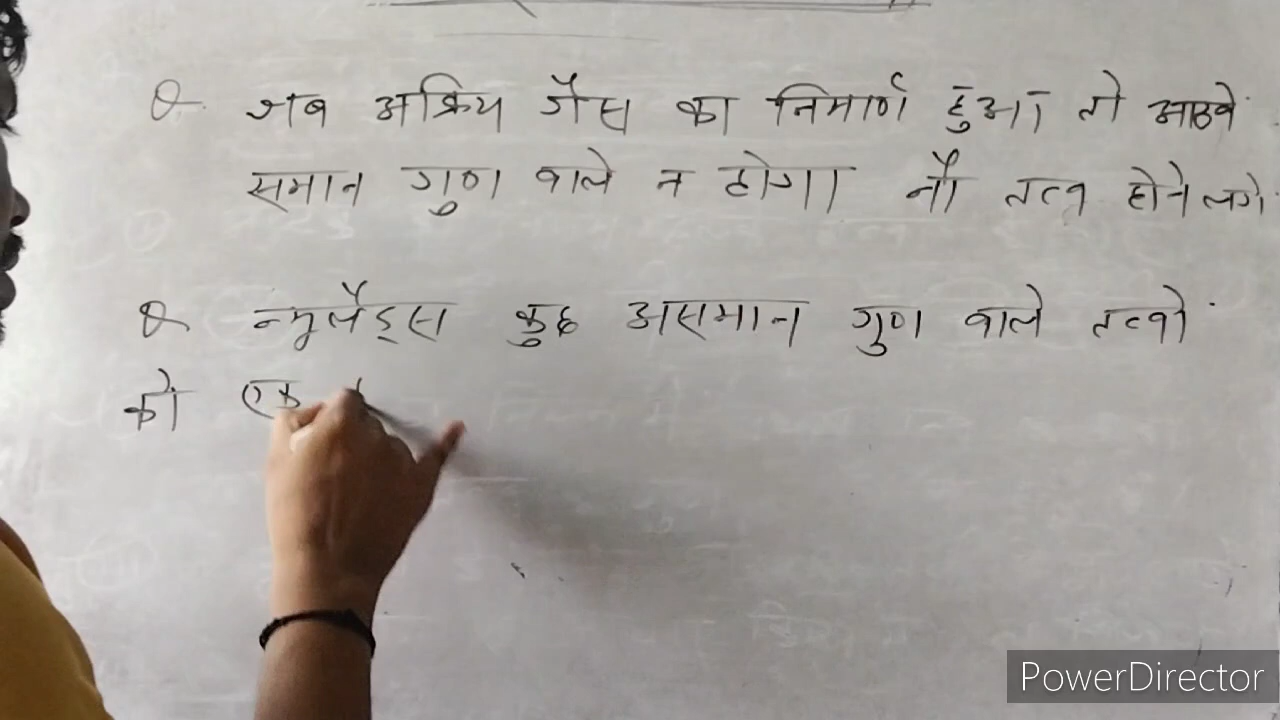 Q. जब अक्रिय गैस का निमार्ण हुआ तो आठवे
समान गुण वाले न होगा नौ तत्व होने लगे
Q न्यूलैड्स कुछ असमान गुण वाले तत्वों
को एक
PowerDirector